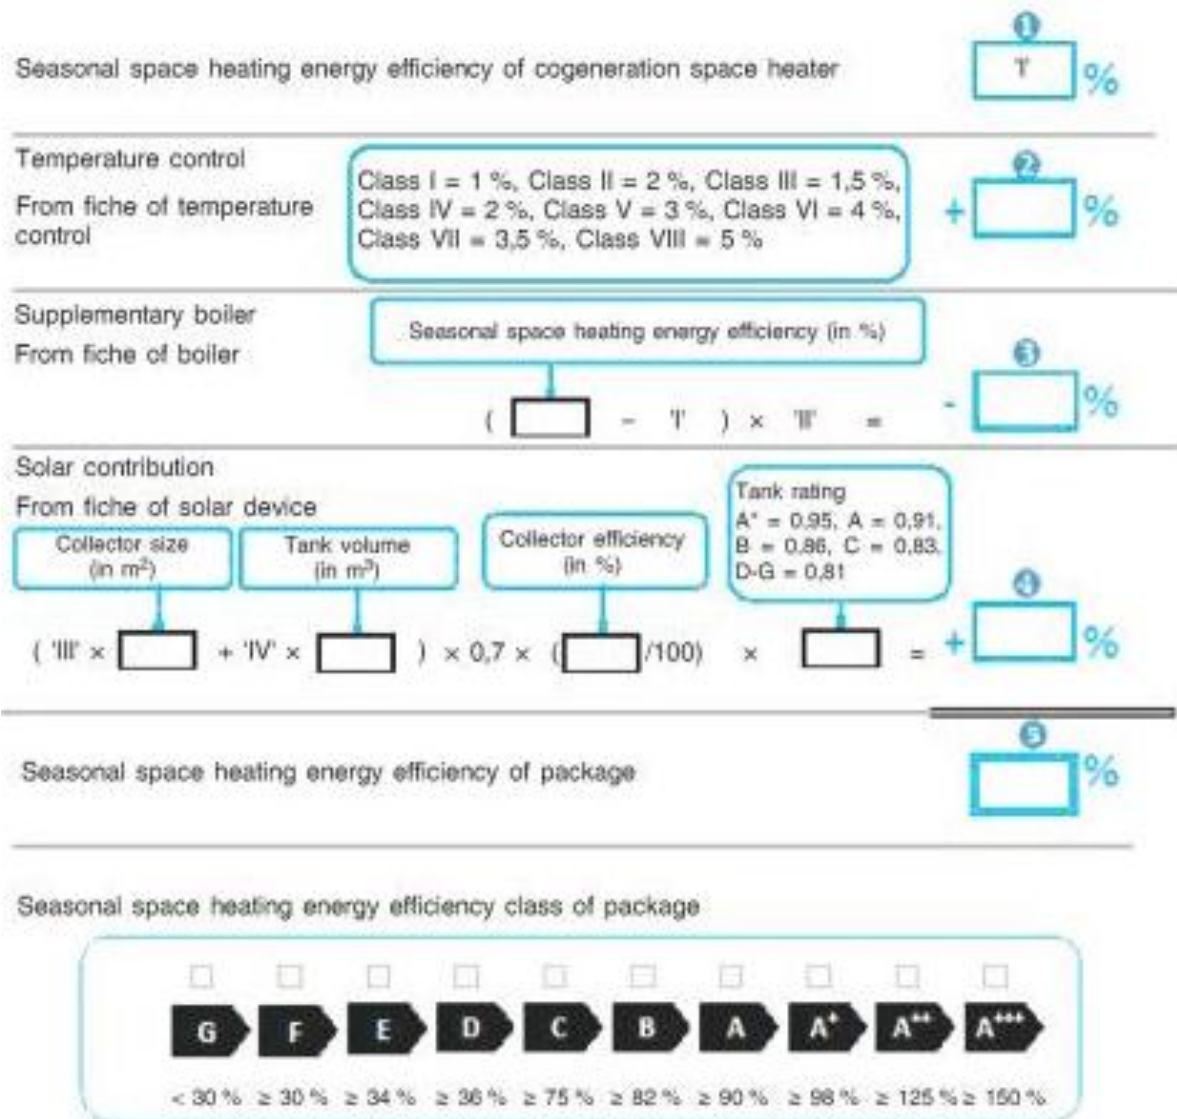 ❶
Seasonal space heating energy efficiency of cogeneration space heater
'I'
%
Temperature control
From fiche of temperature
control
Class I = 1 %, Class II = 2 %, Class III = 1,5 %,
Class IV = 2 %, Class V = 3 %, Class VI = 4 %,
Class VII = 3,5 %, Class VIII = 5 %
❷
+ %
Supplementary boiler
From fiche of boiler
Seasonal space heating energy efficiency (in %)
❸
( − 'I' ) × 'II' =
- %
Solar contribution
From fiche of solar device
Collector size
(in m²)
Tank volume
(in m³)
Collector efficiency
(in %)
Tank rating
A* = 0,95, A = 0,91,
B = 0,86, C = 0,83,
D-G = 0,81
❹
( 'III' × + 'IV' × ) × 0,7 × ( /100) × = + %
❺
Seasonal space heating energy efficiency of package
%
Seasonal space heating energy efficiency class of package
G F E D C B A A⁺ A⁺⁺ A⁺⁺⁺
< 30 % ≥ 30 % ≥ 34 % ≥ 36 % ≥ 75 % ≥ 82 % ≥ 90 % ≥ 98 % ≥ 125 % ≥ 150 %